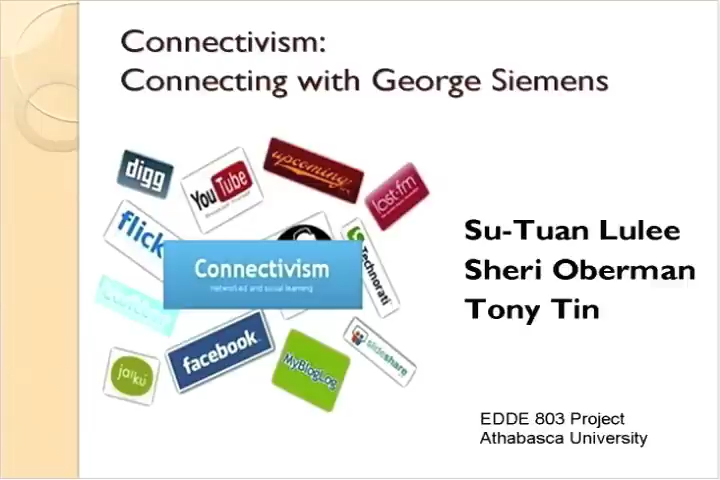 Connectivism:
Connecting with George Siemens
digg
YouTube
upcoming
last.fm
flick
Technorati
Connectivism
networked and social learning
facebook
MyBlogLog
slideshare
jaiku
Su-Tuan Lulee
Sheri Oberman
Tony Tin
EDDE 803 Project
Athabasca University